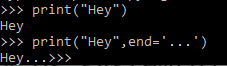 >>> print("Hey")
Hey
>>> print("Hey",end='...')
Hey...>>>